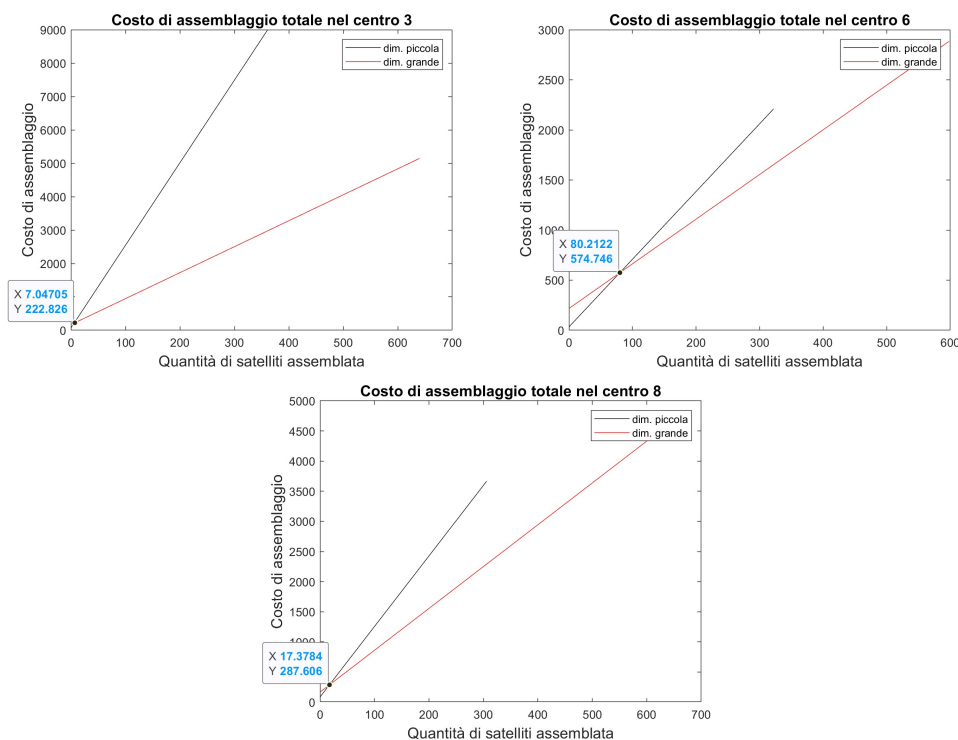 Costo di assemblaggio totale nel centro 3
9000
8000
7000
6000
5000
4000
3000
2000
0
Costo di assemblaggio
dim. piccola
dim. grande
X 7.04705
Y 222.826
0 100 200 300 400 500 600 700
Quantità di satelliti assemblata
Costo di assemblaggio totale nel centro 6
3000
2500
2000
1500
1000
500
0
Costo di assemblaggio
dim. piccola
dim. grande
X 80.2122
Y 574.746
0 100 200 300 400 500 600
Quantità di satelliti assemblata
Costo di assemblaggio totale nel centro 8
5000
4500
4000
3500
3000
2500
2000
1500
1000
0
Costo di assemblaggio
dim. piccola
dim. grande
X 17.3784
Y 287.606
0 100 200 300 400 500 600 700
Quantità di satelliti assemblata